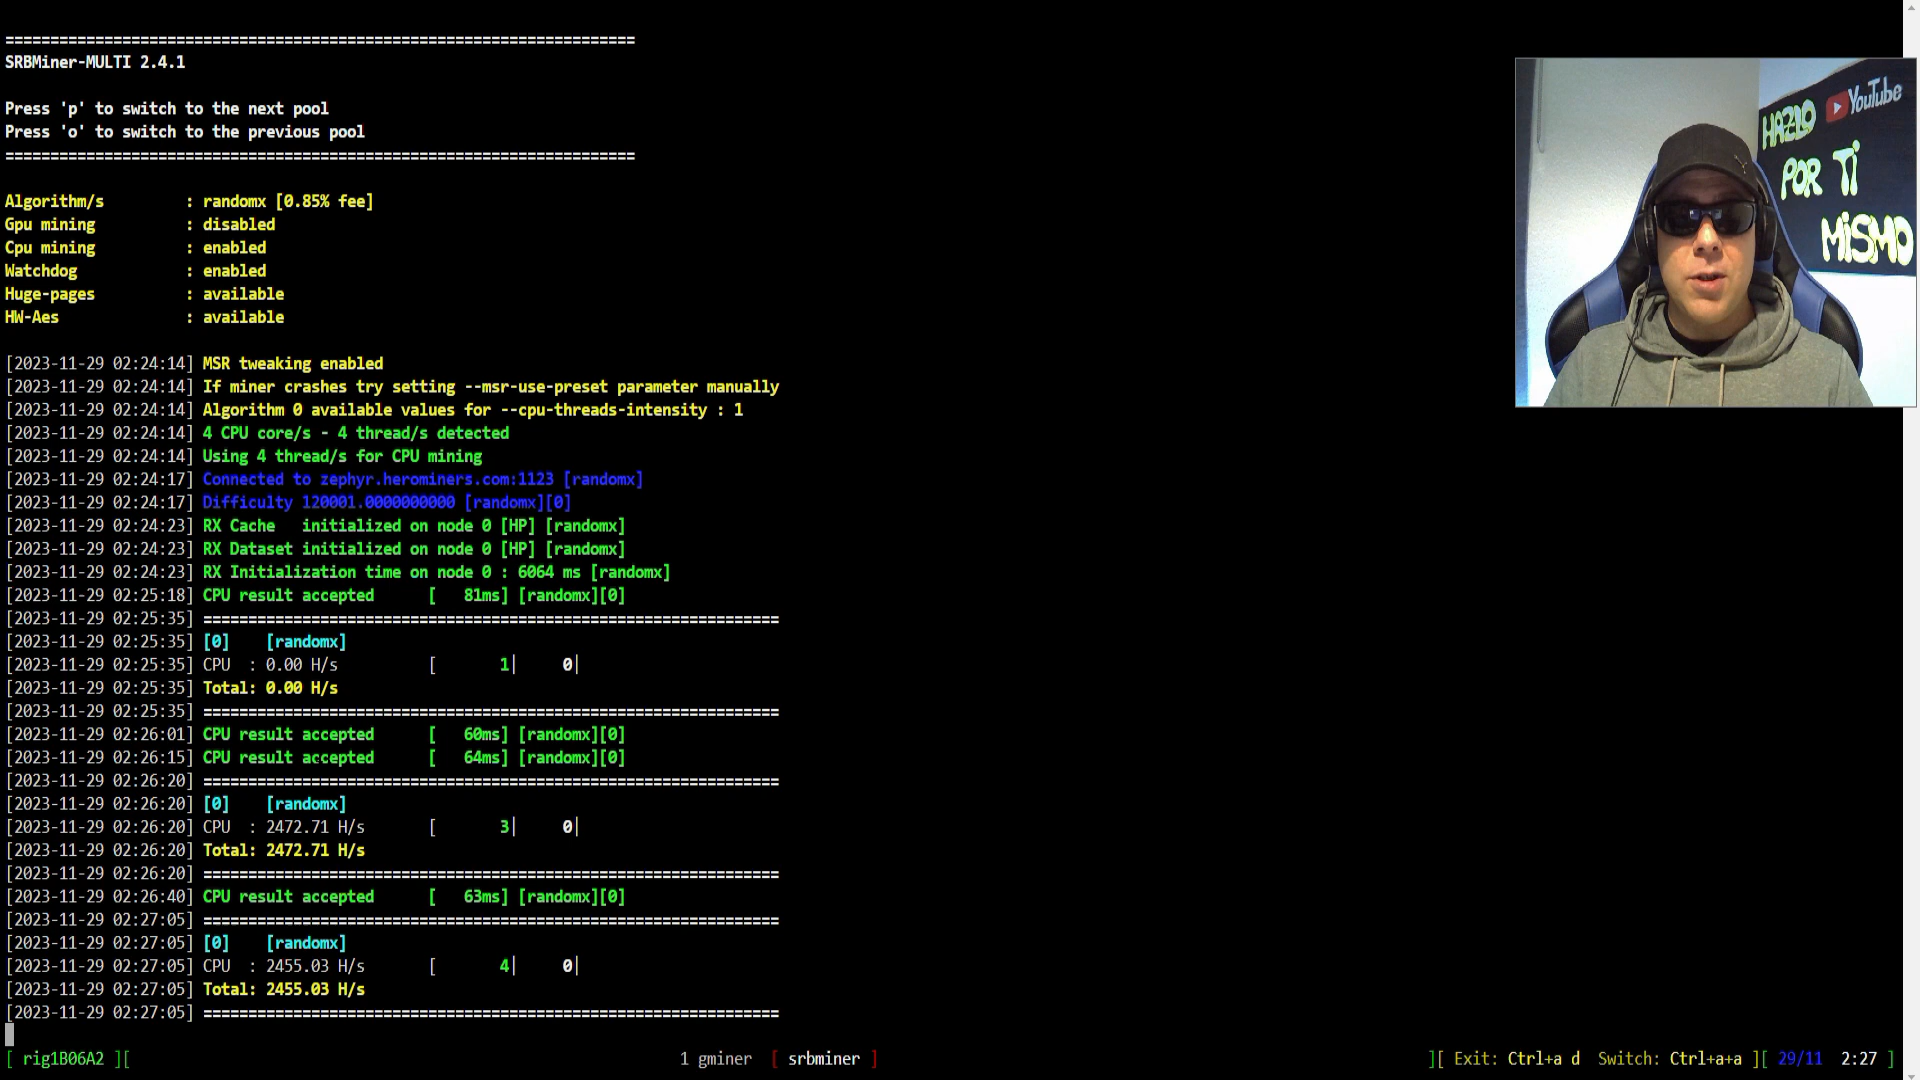 ======================================================================
SRBMiner-MULTI 2.4.1
Press 'p' to switch to the next pool
Press 'o' to switch to the previous pool
======================================================================
Algorithm/s : randomx [0.85% fee]
Gpu mining : disabled
Cpu mining : enabled
Watchdog : enabled
Huge-pages : available
HW-Aes : available
[2023-11-29 02:24:14] MSR tweaking enabled
[2023-11-29 02:24:14] If miner crashes try setting --msr-use-preset parameter manually
[2023-11-29 02:24:14] Algorithm 0 available values for --cpu-threads-intensity : 1
[2023-11-29 02:24:14] 4 CPU core/s - 4 thread/s detected
[2023-11-29 02:24:14] Using 4 thread/s for CPU mining
[2023-11-29 02:24:17] Connected to zephyr.herominers.com:1123 [randomx]
[2023-11-29 02:24:17] Difficulty 120001.0000000000 [randomx][0]
[2023-11-29 02:24:23] RX Cache initialized on node 0 [HP] [randomx]
[2023-11-29 02:24:23] RX Dataset initialized on node 0 [HP] [randomx]
[2023-11-29 02:24:23] RX Initialization time on node 0 : 6064 ms [randomx]
[2023-11-29 02:25:18] CPU result accepted [ 81ms] [randomx][0]
[2023-11-29 02:25:35] ================================================================
[2023-11-29 02:25:35] [0] [randomx]
[2023-11-29 02:25:35] CPU : 0.00 H/s [ 1| 0|
[2023-11-29 02:25:35] Total: 0.00 H/s
[2023-11-29 02:25:35] ================================================================
[2023-11-29 02:26:01] CPU result accepted [ 60ms] [randomx][0]
[2023-11-29 02:26:15] CPU result accepted [ 64ms] [randomx][0]
[2023-11-29 02:26:20] ================================================================
[2023-11-29 02:26:20] [0] [randomx]
[2023-11-29 02:26:20] CPU : 2472.71 H/s [ 3| 0|
[2023-11-29 02:26:20] Total: 2472.71 H/s
[2023-11-29 02:26:20] ================================================================
[2023-11-29 02:26:40] CPU result accepted [ 63ms] [randomx][0]
[2023-11-29 02:27:05] ================================================================
[2023-11-29 02:27:05] [0] [randomx]
[2023-11-29 02:27:05] CPU : 2455.03 H/s [ 4| 0|
[2023-11-29 02:27:05] Total: 2455.03 H/s
[2023-11-29 02:27:05] ================================================================
[ rig1B06A2 ][ 1 gminer [ srbminer ] ][ Exit: Ctrl+a d Switch: Ctrl+a+a ][ 29/11 2:27 ]
YouTube
HAZLO
POR Ti
MiSMO